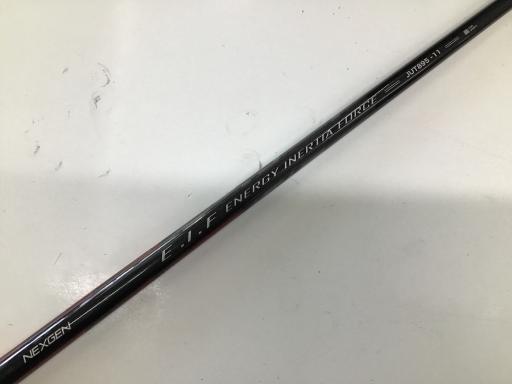 NEXGEN
E.I.F ENERGY INERTIA FORCE
JUT895-11